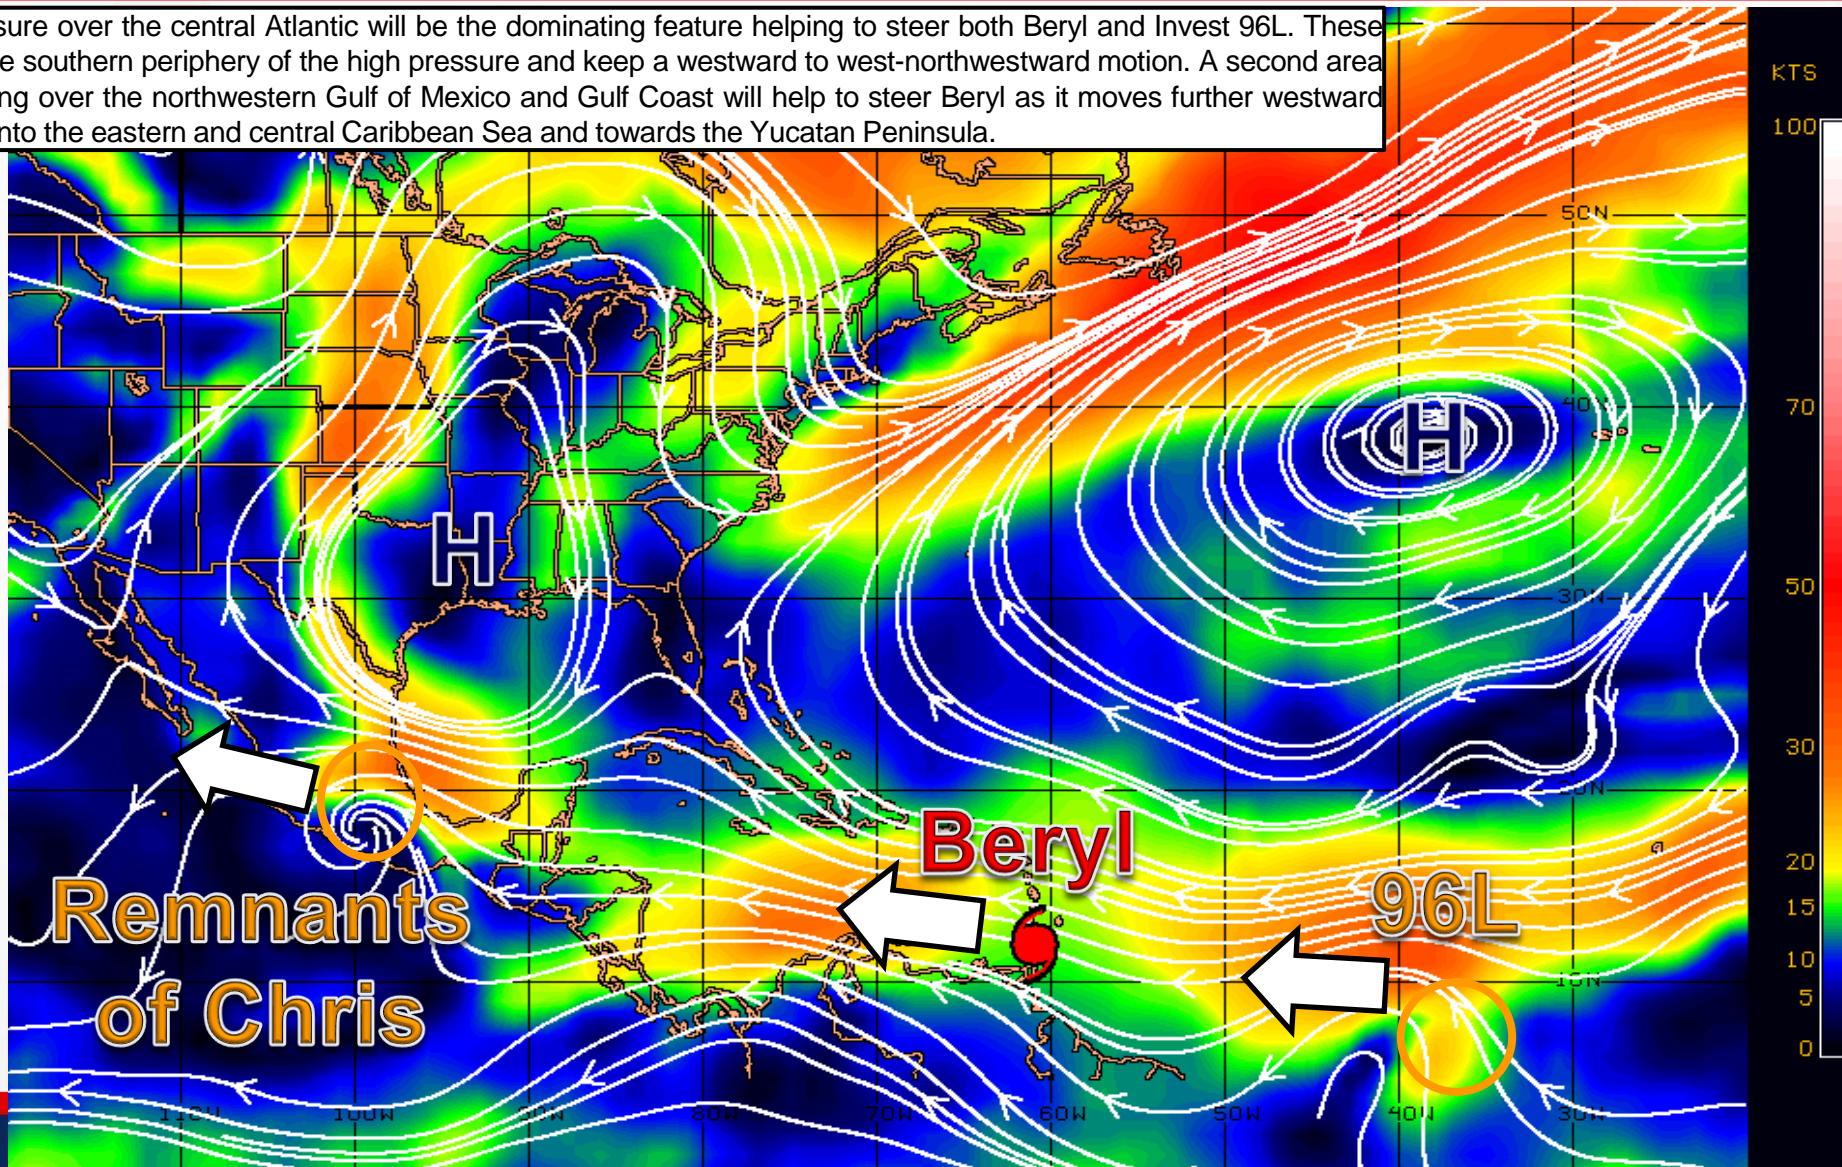 sure over the central Atlantic will be the dominating feature helping to steer both Beryl and Invest 96L. These
e southern periphery of the high pressure and keep a westward to west-northwestward motion. A second area
ng over the northwestern Gulf of Mexico and Gulf Coast will help to steer Beryl as it moves further westward
nto the eastern and central Caribbean Sea and towards the Yucatan Peninsula.
KTS
100
50N
70
40N
H
H
50
30N
30
20N
Beryl
20
96L
15
Remnants
of Chris
10
10N
5
0
110W 100W 90W 80W 70W 60W 50W 40W 30W